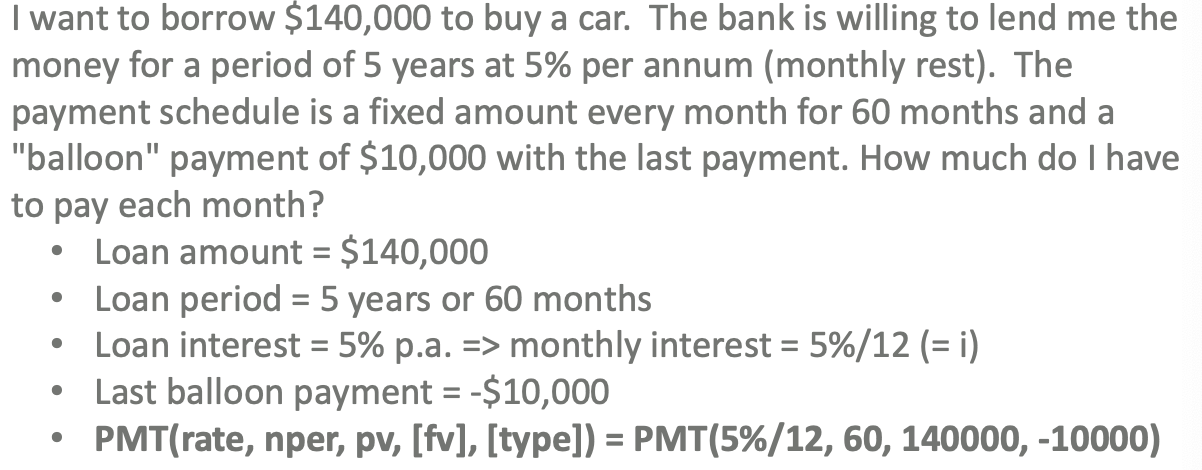 I want to borrow $140,000 to buy a car. The bank is willing to lend me the
money for a period of 5 years at 5% per annum (monthly rest). The
payment schedule is a fixed amount every month for 60 months and a
"balloon" payment of $10,000 with the last payment. How much do I have
to pay each month?
• Loan amount = $140,000
• Loan period = 5 years or 60 months
• Loan interest = 5% p.a. => monthly interest = 5%/12 (= i)
• Last balloon payment = -$10,000
• PMT(rate, nper, pv, [fv], [type]) = PMT(5%/12, 60, 140000, -10000)